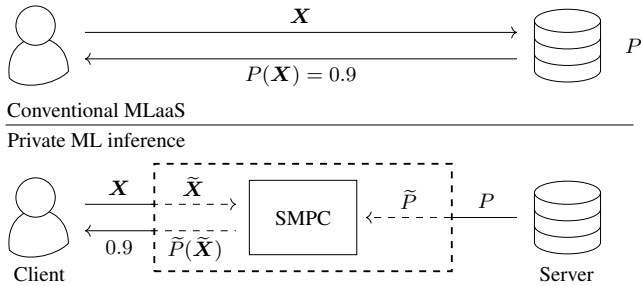 X
P(X) = 0.9
P
Conventional MLaaS
Private ML inference
X
X̃
SMPC
P̃
P
0.9
P̃(X̃)
Client
Server